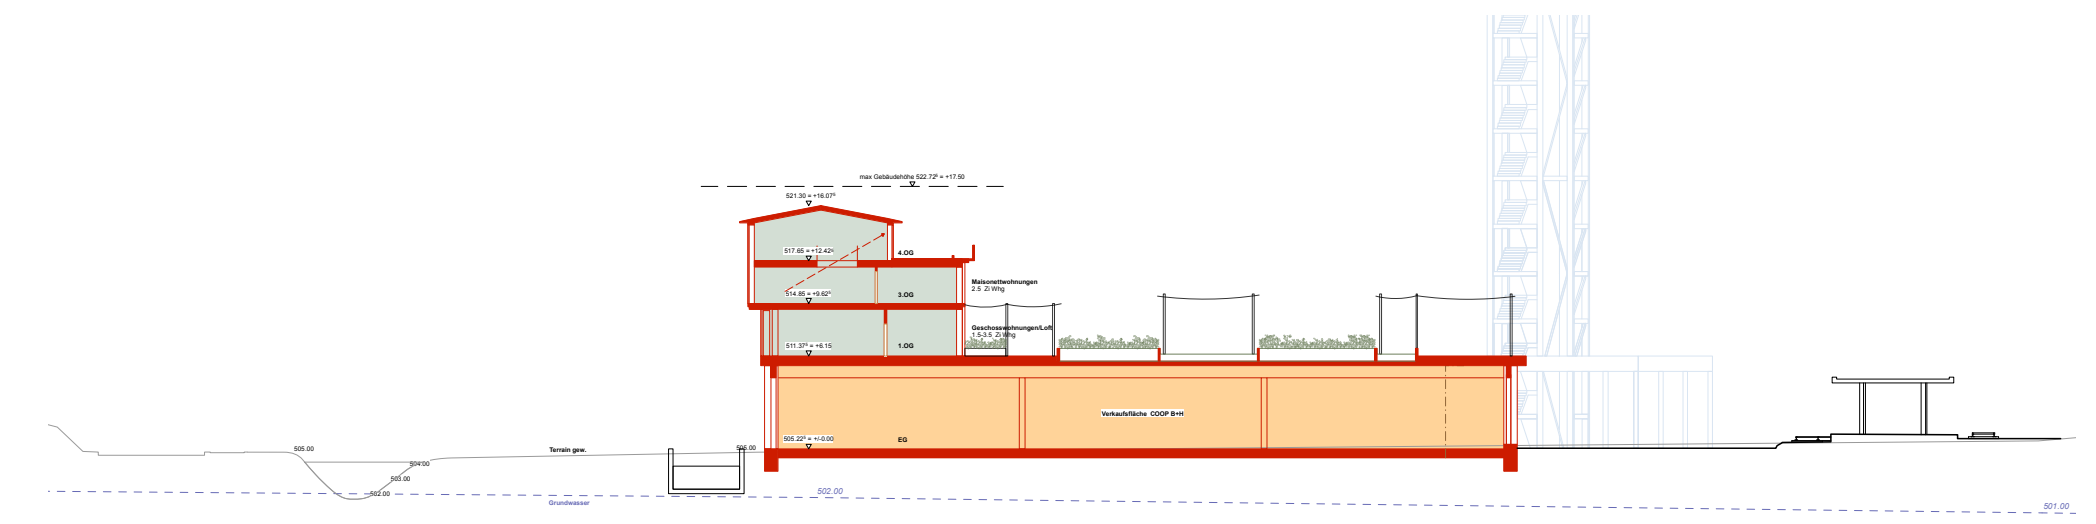 max Gebäudehöhe 522.72⁵ = +17.50
521.30 = +16.07⁵
517.65 = +12.42⁵
4.OG
Maisonettwohnungen
2.5 Zi Whg
514.85 = +9.62⁵
3.OG
Geschosswohnungen/Loft
1.5-3.5 Zi Whg
511.37⁵ = +6.15
1.OG
Verkaufsfläche COOP B+H
505.22⁵ = +/-0.00
EG
505.00
Terrain gew.
505.00
504.00
503.00
502.00
502.00
Grundwasser
501.00